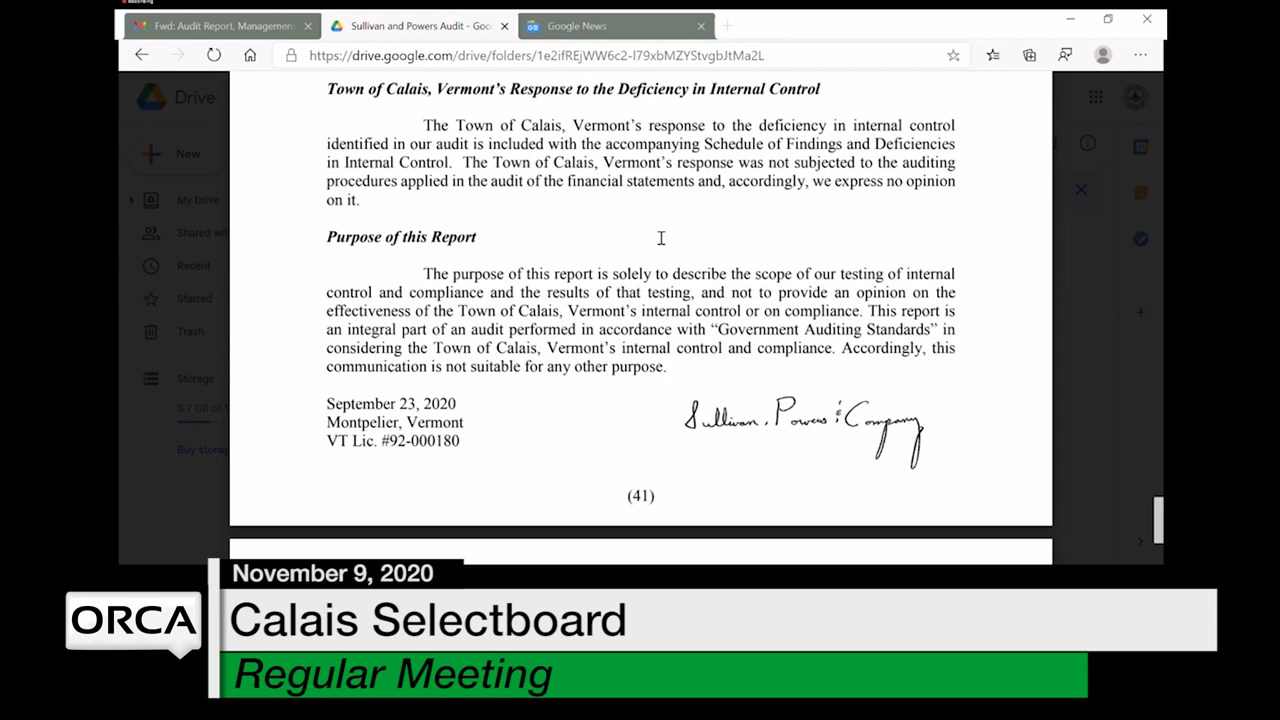 Fwd: Audit Report, Managemen
Sullivan and Powers Audit - Goo
Google News
https://drive.google.com/drive/folders/1e2ifREjWW6c2-l79xbMZYStvgbJtMa2L
Drive
New
My Drive
Shared wit
Recent
Starred
Trash
Storage
3.7 GB of 1
Buy storag
Town of Calais, Vermont's Response to the Deficiency in Internal Control
The Town of Calais, Vermont's response to the deficiency in internal control
identified in our audit is included with the accompanying Schedule of Findings and Deficiencies
in Internal Control. The Town of Calais, Vermont's response was not subjected to the auditing
procedures applied in the audit of the financial statements and, accordingly, we express no opinion
on it.
Purpose of this Report
The purpose of this report is solely to describe the scope of our testing of internal
control and compliance and the results of that testing, and not to provide an opinion on the
effectiveness of the Town of Calais, Vermont's internal control or on compliance. This report is
an integral part of an audit performed in accordance with “Government Auditing Standards” in
considering the Town of Calais, Vermont's internal control and compliance. Accordingly, this
communication is not suitable for any other purpose.
September 23, 2020
Montpelier, Vermont
VT Lic. #92-000180
Sullivan, Powers & Company
(41)
November 9, 2020
ORCA
Calais Selectboard
Regular Meeting